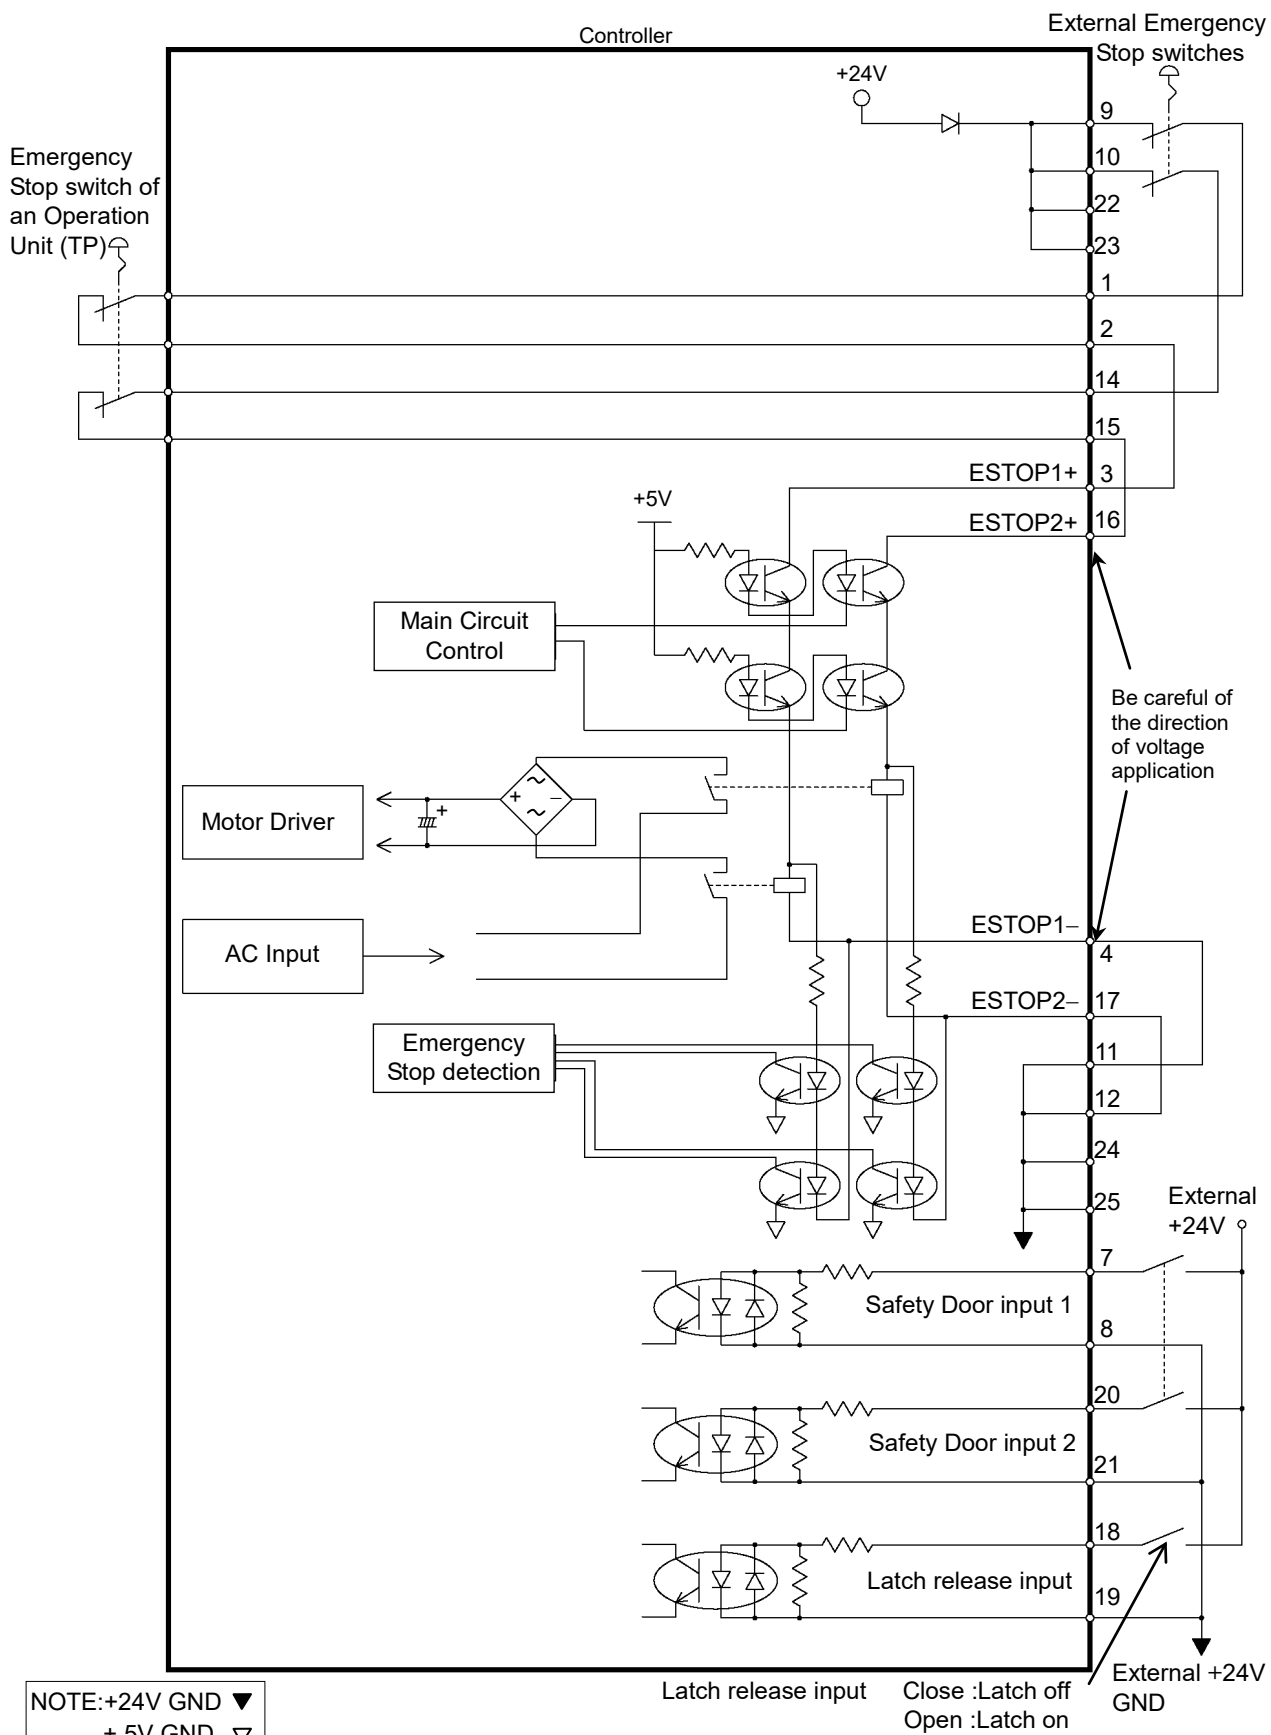 Controller
External Emergency
Stop switches
+24V
9
10
22
23
Emergency
Stop switch of
an Operation
Unit (TP)
1
2
14
15
ESTOP1+
3
+5V
ESTOP2+
16
Main Circuit
Control
Be careful of
the direction
of voltage
application
+
−
+
Motor Driver
ESTOP1−
4
AC Input
ESTOP2−
17
Emergency
Stop detection
11
12
24
25
External
+24V
7
Safety Door input 1
8
20
Safety Door input 2
21
18
Latch release input
19
External +24V
GND
Latch release input
Close :Latch off
Open :Latch on
NOTE:+24V GND ▼
+ 5V GND ▽